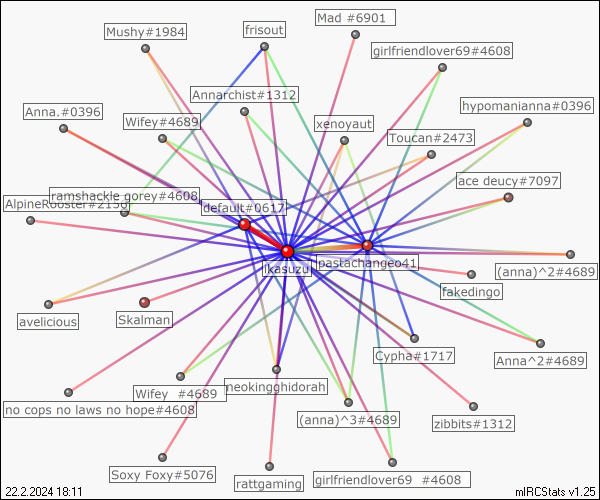 Mad #6901
Mushy#1984
frisout
girlfriendlover69#4608
Annarchist#1312
hypomanianna#0396
Anna.#0396
Wifey#4689
xenoyaut
Toucan#2473
ace deucy#7097
ramshackle gorey#4608
AlpineRooster#2150
default#0617
ikasuzu
pastachangeo41
(anna)^2#4689
fakedingo
avelicious
Skalman
Cypha#1717
Anna^2#4689
Wifey #4689
neokingghidorah
no cops no laws no hope#4608
(anna)^3#4689
zibbits#1312
Soxy Foxy#5076
rattgaming
girlfriendlover69 #4608
22.2.2024 18:11
mIRCStats v1.25